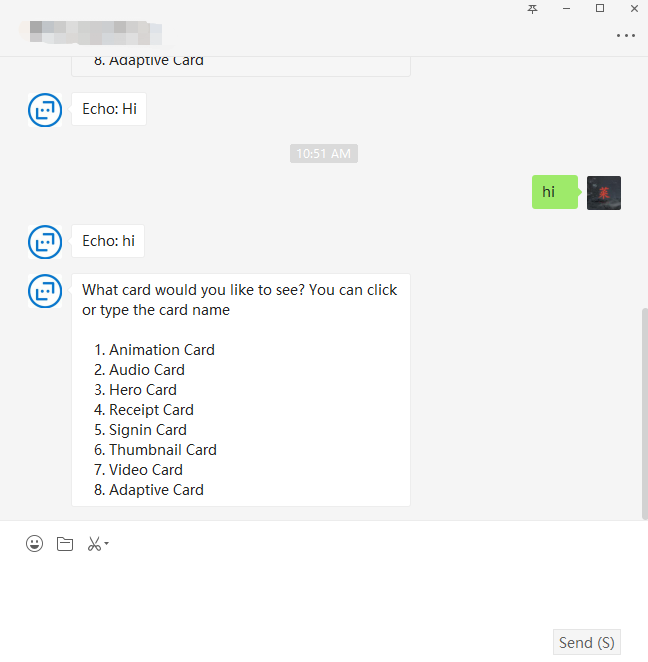 8. Adaptive Card
Echo: Hi
10:51 AM
hi
Echo: hi
What card would you like to see? You can click
or type the card name
1. Animation Card
2. Audio Card
3. Hero Card
4. Receipt Card
5. Signin Card
6. Thumbnail Card
7. Video Card
8. Adaptive Card
Send (S)